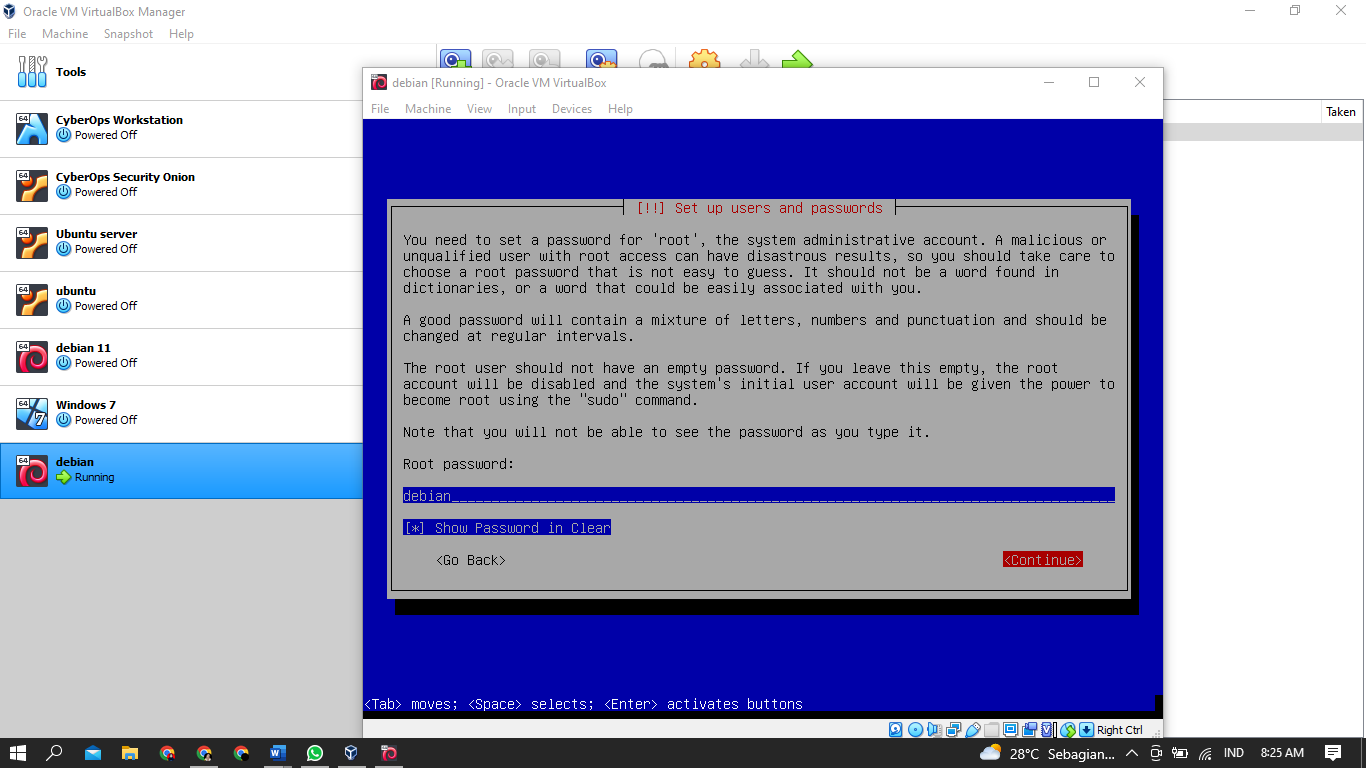 Oracle VM VirtualBox Manager
File Machine Snapshot Help
Tools
Taken
64
CyberOps Workstation
Powered Off
64
CyberOps Security Onion
Powered Off
64
Ubuntu server
Powered Off
64
ubuntu
Powered Off
64
debian 11
Powered Off
64
7
Windows 7
Powered Off
64
debian
Running
debian [Running] - Oracle VM VirtualBox
File Machine View Input Devices Help
[!!] Set up users and passwords
You need to set a password for 'root', the system administrative account. A malicious or
unqualified user with root access can have disastrous results, so you should take care to
choose a root password that is not easy to guess. It should not be a word found in
dictionaries, or a word that could be easily associated with you.
A good password will contain a mixture of letters, numbers and punctuation and should be
changed at regular intervals.
The root user should not have an empty password. If you leave this empty, the root
account will be disabled and the system's initial user account will be given the power to
become root using the "sudo" command.
Note that you will not be able to see the password as you type it.
Root password:
debian
[*] Show Password in Clear
<Go Back> <Continue>
<Tab> moves; <Space> selects; <Enter> activates buttons
Right Ctrl
28°C Sebagian... IND 8:25 AM